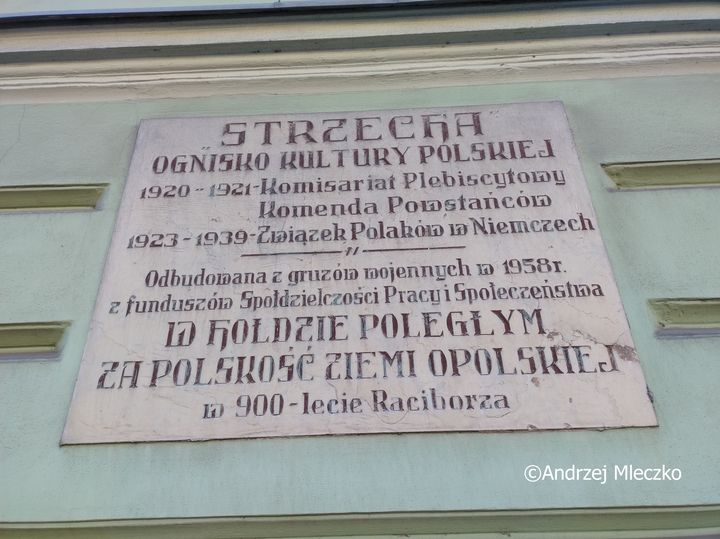 STRZECHA
OGNISKO KULTURY POLSKIEJ
1920-1921-Komisariat Plebiscytowy
Komenda Powstańców
1923-1939-Związek Polaków w Niemczech
Odbudowana z gruzów wojennych w 1958 r.
z funduszów Spółdzielczości Pracy i Społeczeństwa
W HOŁDZIE POLEGŁYM
ZA POLSKOŚĆ ZIEMI OPOLSKIEJ
w 900-lecie Raciborza
©Andrzej Mleczko